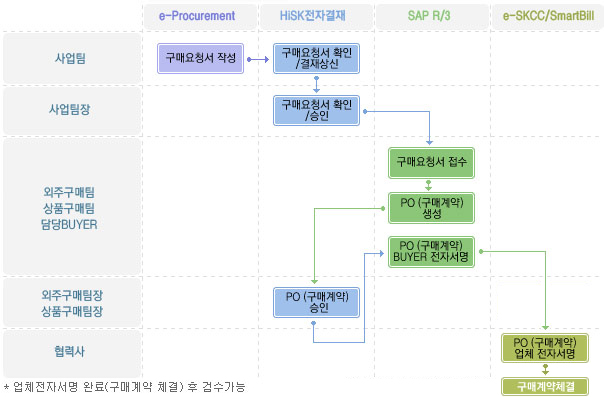 e-Procurement HiSK전자결재 SAP R/3 e-SKCC/SmartBill
사업팀
구매요청서 작성
구매요청서 확인
/결재상신
사업팀장
구매요청서 확인
/승인
외주구매팀
상품구매팀
담당BUYER
구매요청서 접수
PO (구매계약)
생성
PO (구매계약)
BUYER 전자서명
외주구매팀장
상품구매팀장
PO (구매계약)
승인
협력사
PO (구매계약)
업체 전자서명
구매계약체결
* 업체전자서명 완료(구매계약 체결) 후 검수가능